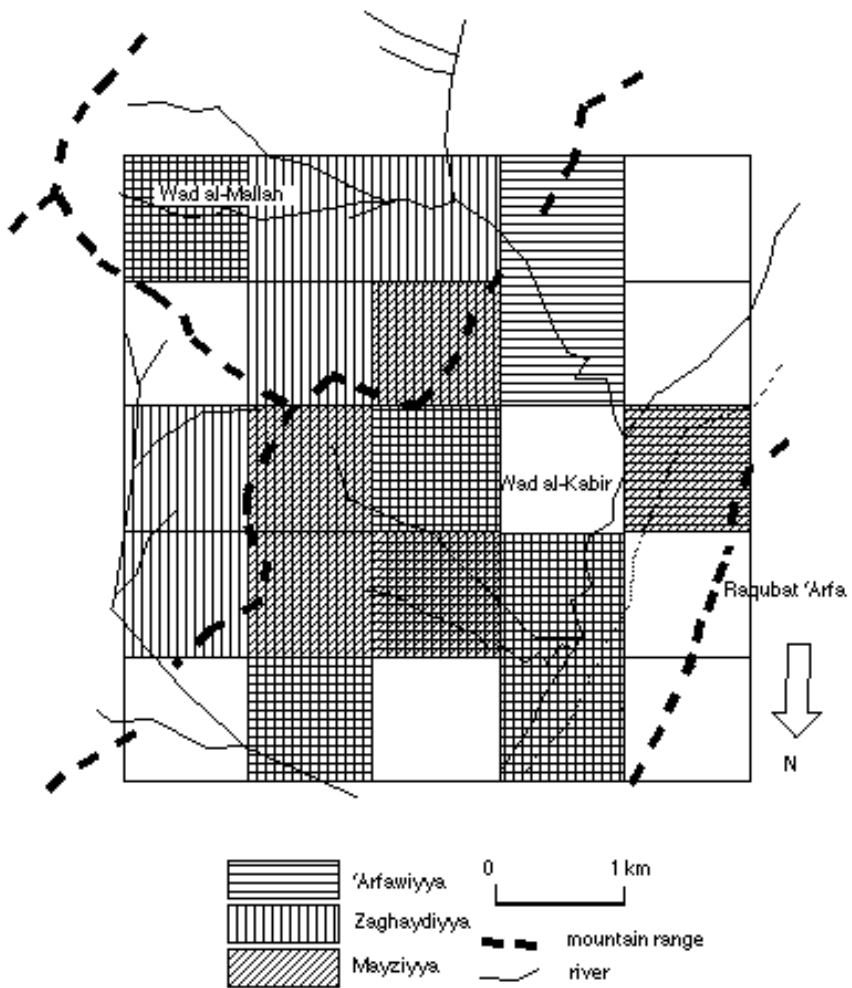 Wad al-Mallah
Wad al-Kabir
Raqubat 'Arfa
N
'Arfawiyya
Zaghaydiyya
Mayziyya
0 1 km
mountain range
river